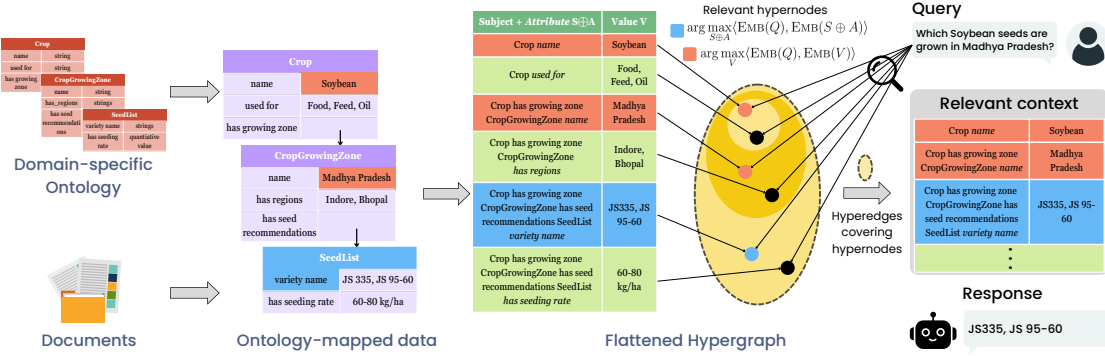 Crop
name string
used for string
has growing
zone
CropGrowingZone
name string
has_regions strings
has seed
recommendati
ons
SeedList
variety name strings
has seeding
rate
quantiative
value
Domain-specific
Ontology
Documents
Crop
name Soybean
used for Food, Feed, Oil
has growing zone
CropGrowingZone
name Madhya Pradesh
has regions Indore, Bhopal
has seed
recommendations
SeedList
variety name JS 335, JS 95-60
has seeding rate 60-80 kg/ha
Ontology-mapped data
Subject + Attribute S⊕A Value V
Crop name Soybean
Crop used for Food,
Feed, Oil
Crop has growing zone
CropGrowingZone name
Madhya
Pradesh
Crop has growing zone
CropGrowingZone
has regions
Indore,
Bhopal
Crop has growing zone
CropGrowingZone has seed
recommendations SeedList
variety name
JS335, JS
95-60
Crop has growing zone
CropGrowingZone has seed
recommendations SeedList
has seeding rate
60-80
kg/ha
Flattened Hypergraph
Relevant hypernodes
arg max⟨EMB(Q), EMB(S ⊕ A)⟩
S⊕A
arg max⟨EMB(Q), EMB(V)⟩
V
Hyperedges
covering
hypernodes
Query
Which Soybean seeds are
grown in Madhya Pradesh?
Relevant context
Crop name Soybean
Crop has growing zone
CropGrowingZone name
Madhya
Pradesh
Crop has growing zone
CropGrowingZone has
seed recommendations
SeedList variety name
JS335, JS 95-
60
Response
JS335, JS 95-60